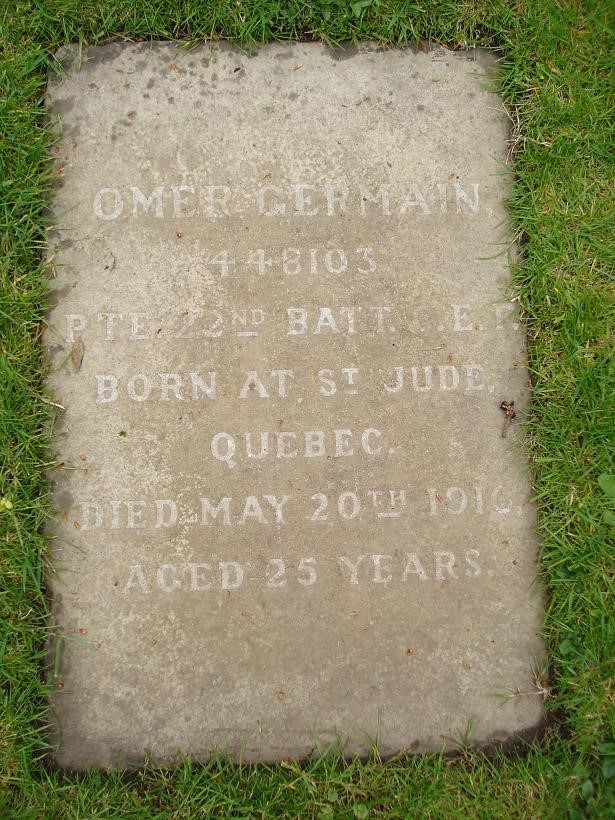 OMER GERMAIN,
448103
PTE 22ND BATT. C.E.F.
BORN AT ST JUDE,
QUEBEC.
DIED MAY 20TH 1916.
AGED 25 YEARS.